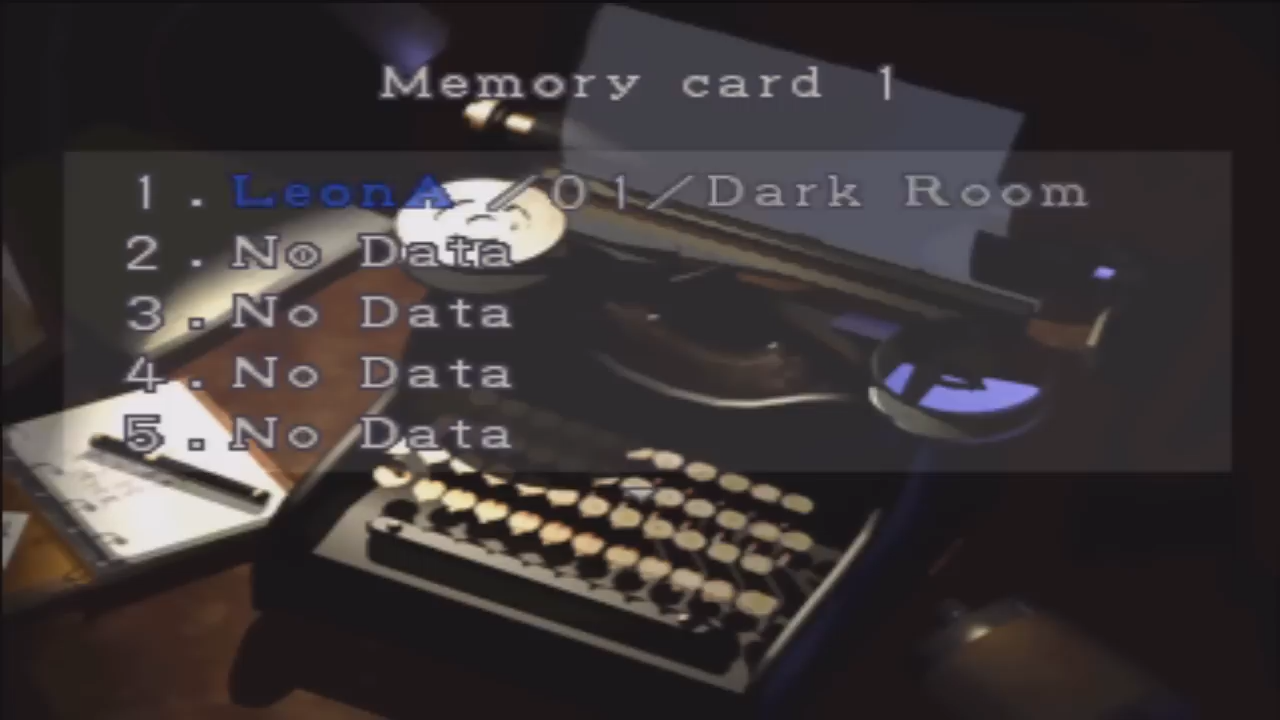 Memory card 1
1. LeonA /01/Dark Room
2. No Data
3. No Data
4. No Data
5. No Data